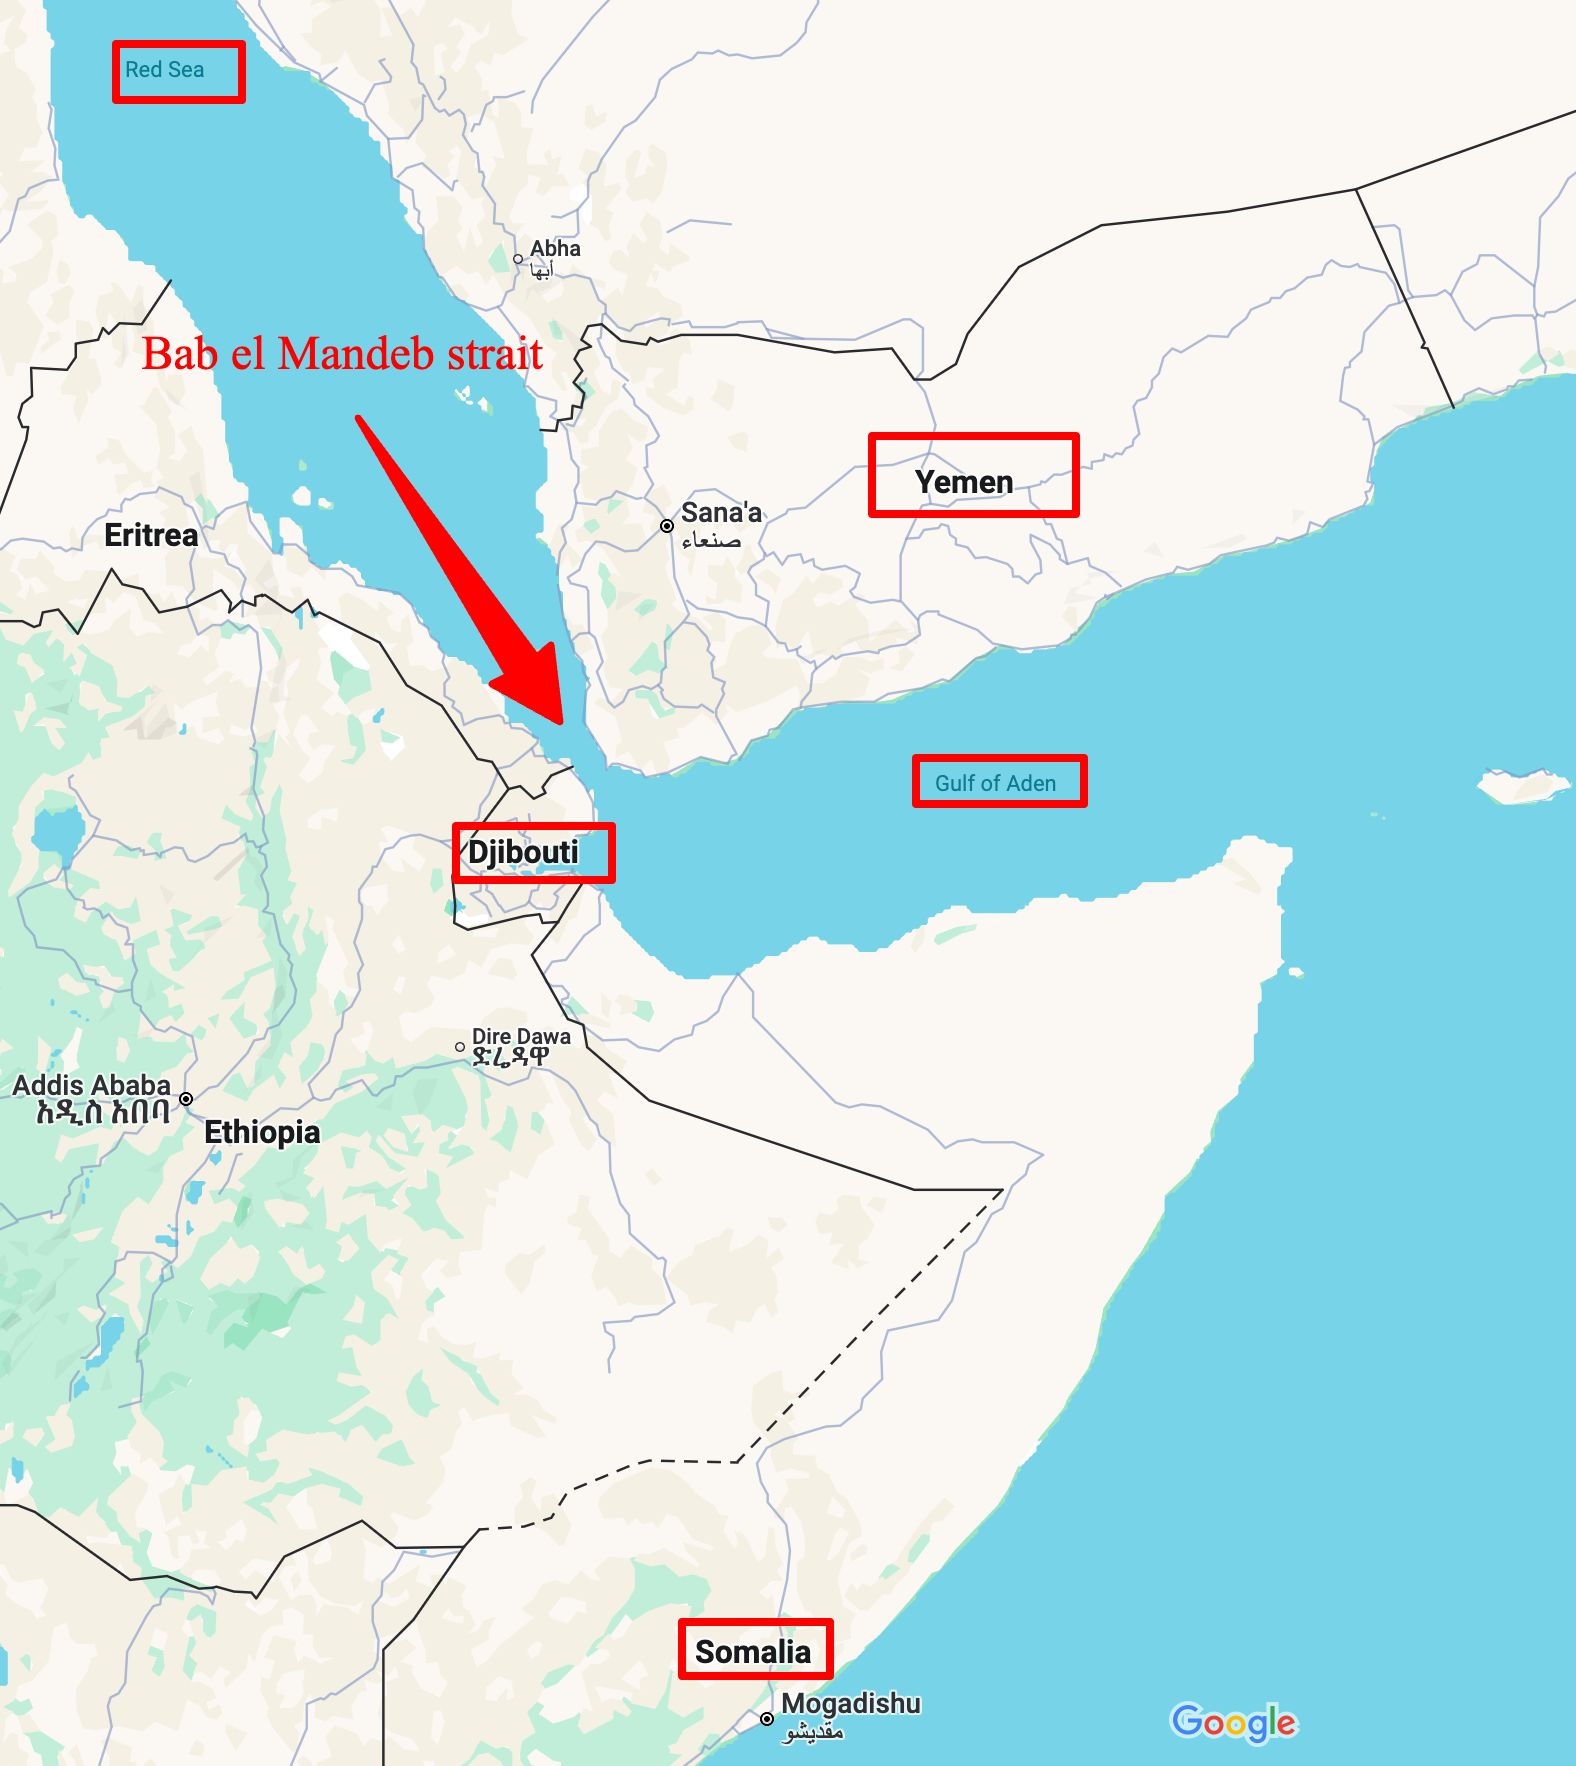 Red Sea
Abha
أبها
Bab el Mandeb strait
Yemen
Sana'a
صنعاء
Eritrea
Gulf of Aden
Djibouti
Dire Dawa
ድሬዳዋ
Addis Ababa
አዲስ አበባ
Ethiopia
Somalia
Mogadishu
مقديشو
Google